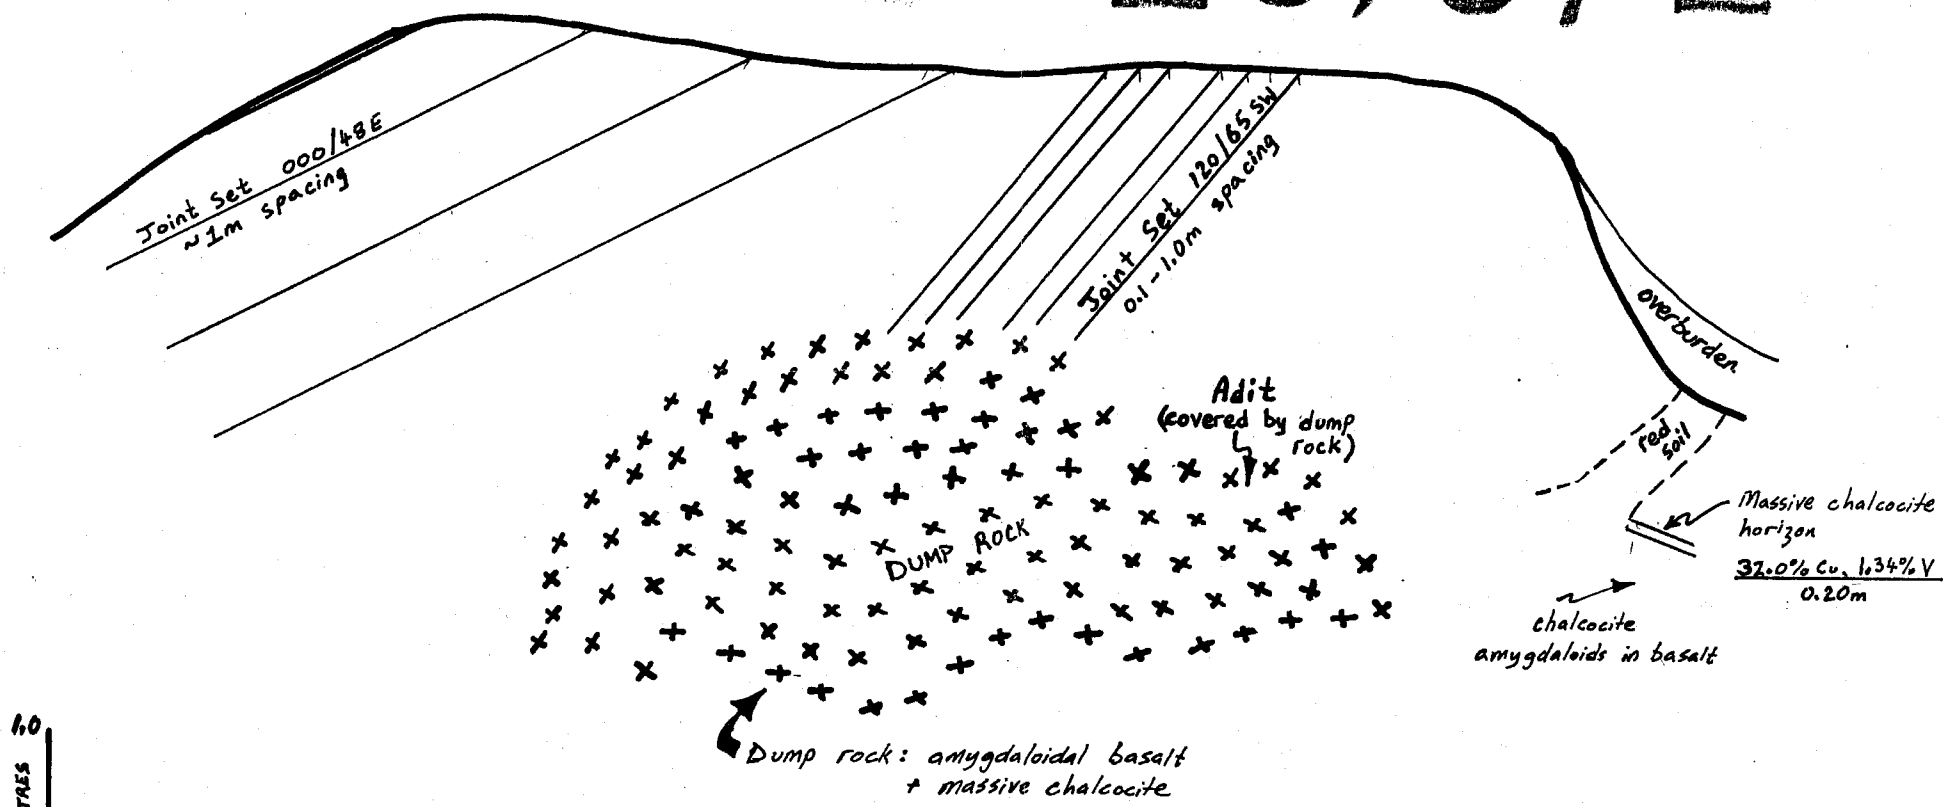 Joint Set 000/48E
~1m spacing
Joint Set 120/65 SW
0.1-1.0m spacing
overburden
Adit
(covered by dump
rock)
red
soil
Massive chalcocite
horizon
32.0% Cu, 1.34% V
0.20m
DUMP ROCK
chalcocite
amygdaloids in basalt
1.0
Dump rock: amygdaloidal basalt
+ massive chalcocite